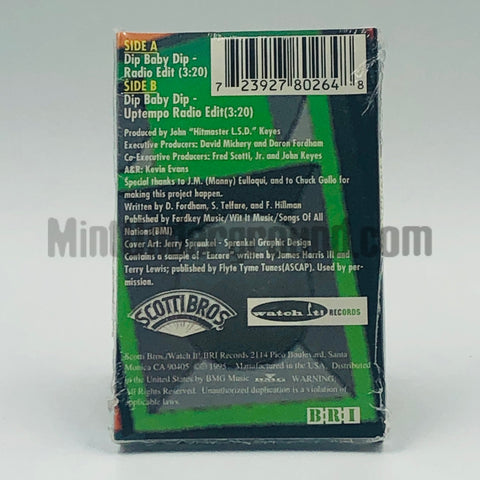 SIDE A
Dip Baby Dip -
Radio Edit (3:20)
SIDE B
Dip Baby Dip -
Uptempo Radio Edit(3:20)
7 23927 80264 8
Produced by John "Hitmaster L.S.D." Keyes
Executive Producers: David Michery and Daron Fordham
Co-Executive Producers: Fred Scotti, Jr. and John Keyes
A&R: Kevin Evans
Special thanks to J.M. (Manny) Eulloqui, and to Chuck Gullo for
making this project happen.
Written by D. Fordham, S. Telfare, and F. Hillman
Published by Fordkey Music/Wit It Music/Songs Of All
Nations(BMI)
Cover Art: Jerry Sprankel - Sprankel Graphic Design
Contains a sample of "Encore" written by James Harris III and
Terry Lewis; published by Flyte Tyme Tunes(ASCAP). Used by per-
mission.
SCOTTI BROS.
watch It! RECORDS
Scotti Bros./Watch It! BRI Records 2114 Pico Boulevard, Santa
Monica CA 90405 ©℗ 1995. Manufactured in the USA. Distributed
in the United States by BMG Music BMG WARNING,
All Rights Reserved. Unauthorized duplication is a violation of
applicable laws.
B·R·I